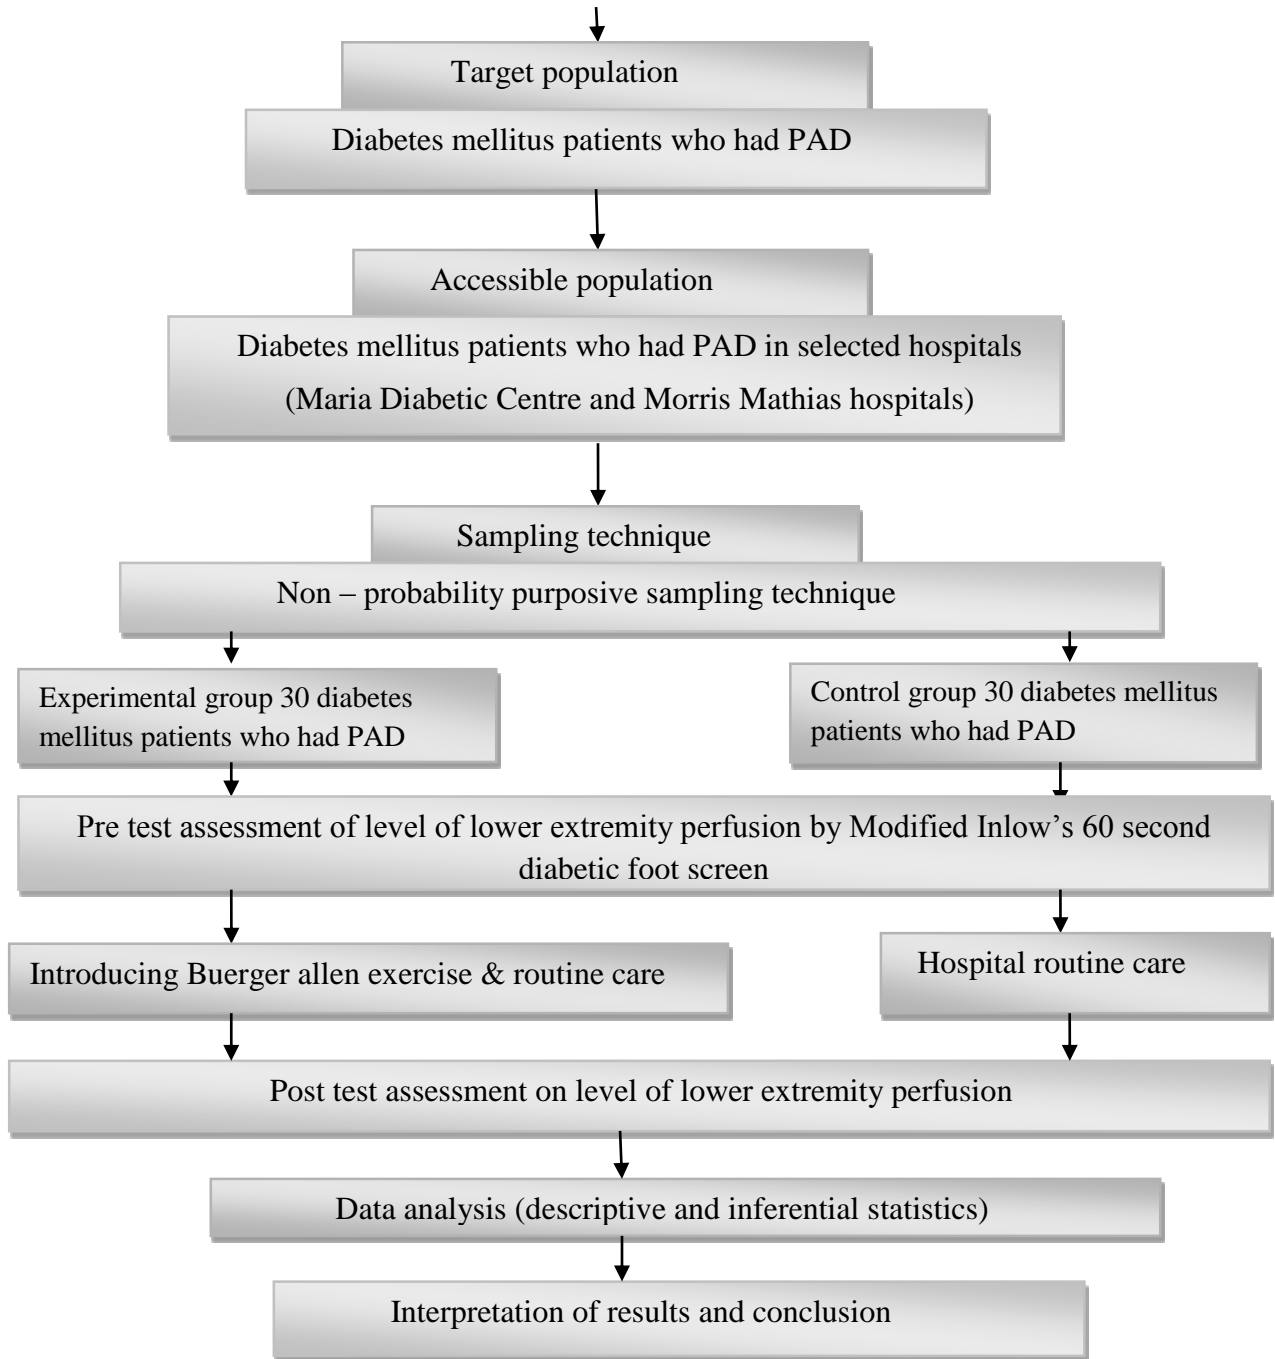 Target population
Diabetes mellitus patients who had PAD
Accessible population
Diabetes mellitus patients who had PAD in selected hospitals
(Maria Diabetic Centre and Morris Mathias hospitals)
Sampling technique
Non – probability purposive sampling technique
Experimental group 30 diabetes
mellitus patients who had PAD
Control group 30 diabetes mellitus
patients who had PAD
Pre test assessment of level of lower extremity perfusion by Modified Inlow’s 60 second
diabetic foot screen
Introducing Buerger allen exercise & routine care
Hospital routine care
Post test assessment on level of lower extremity perfusion
Data analysis (descriptive and inferential statistics)
Interpretation of results and conclusion